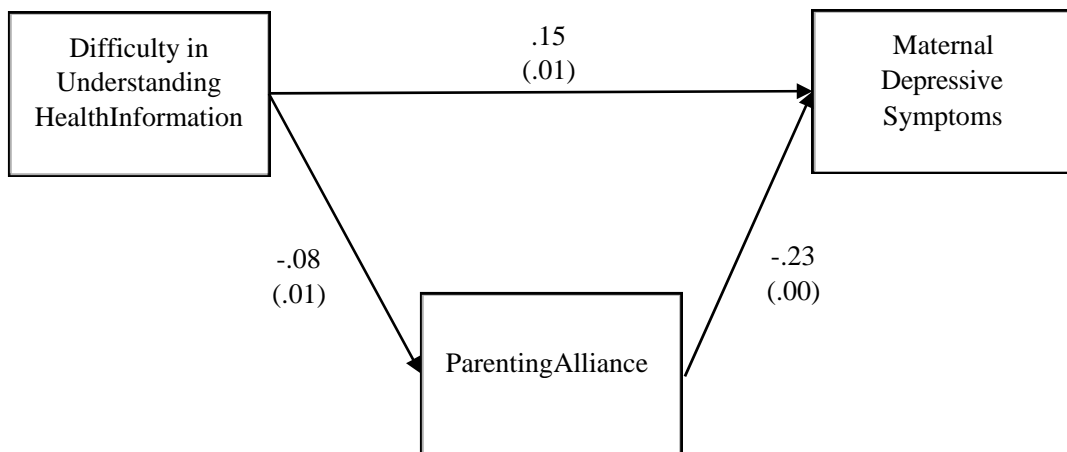 Difficulty in
Understanding
HealthInformation
.15
(.01)
Maternal
Depressive
Symptoms
-.08
(.01)
-.23
(.00)
ParentingAlliance